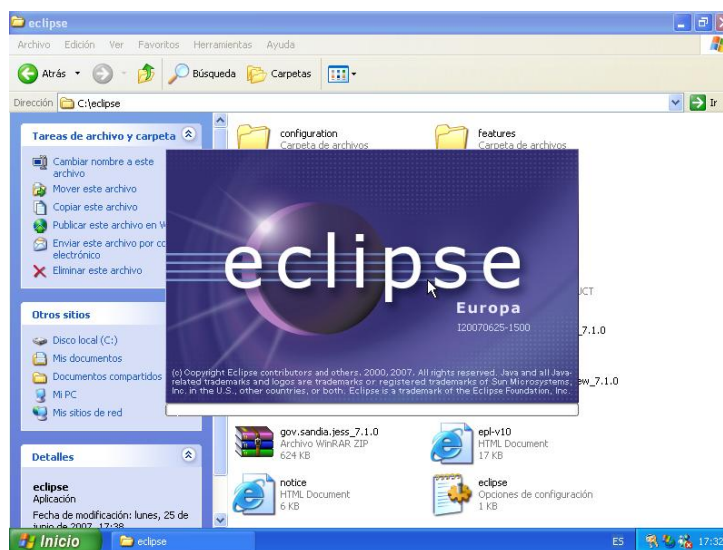 eclipse
Archivo Edición Ver Favoritos Herramientas Ayuda
Atrás
Búsqueda
Carpetas
Dirección
C:\eclipse
Ir
Tareas de archivo y carpeta
Cambiar nombre a este
archivo
Mover este archivo
Copiar este archivo
Publicar este archivo en
Enviar este archivo por
electrónico
Eliminar este archivo
Otros sitios
Disco local (C:)
Mis documentos
Documentos compartidos
Mi PC
Mis sitios de red
Detalles
eclipse
Aplicación
Fecha de modificación: lunes, 25 de
junio de 2007, 17:38
configuration
Carpeta de archivos
features
Carpeta de archivos
eclipse
Europa
I20070625-1500
(c) Copyright Eclipse contributors and others. 2000, 2007. All rights reserved. Java and all Java-
related trademarks and logos are trademarks or registered trademarks of Sun Microsystems,
Inc. in the U.S., other countries, or both. Eclipse is a trademark of the Eclipse Foundation, Inc.
_7.1.0
ew_7.1.0
gov.sandia.jess_7.1.0
Archivo WinRAR ZIP
624 KB
epl-v10
HTML Document
17 KB
notice
HTML Document
6 KB
eclipse
Opciones de configuración
1 KB
Inicio
eclipse
ES
17:32